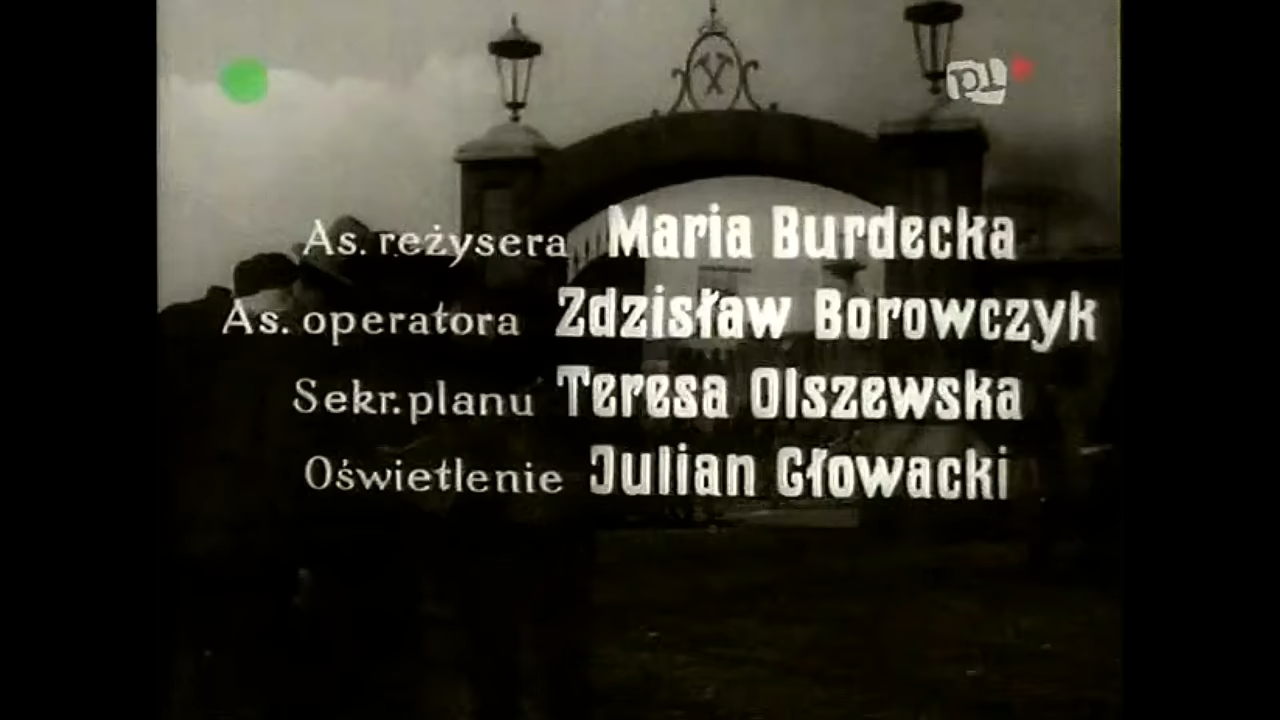 As. reżysera Maria Burdecka
As. operatora Zdzisław Borowczyk
Sekr. planu Teresa Olszewska
Oświetlenie Julian Głowacki